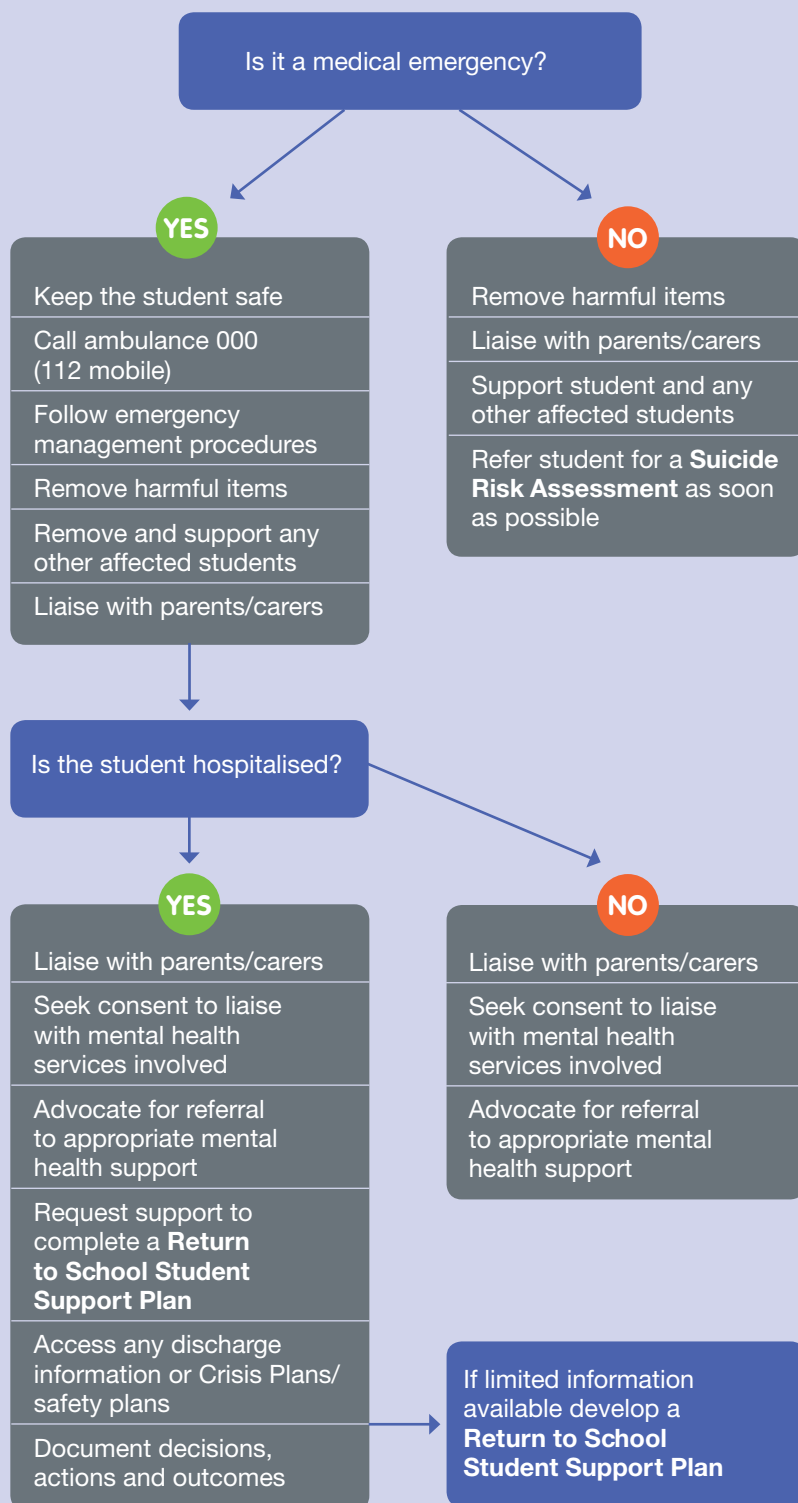 Is it a medical emergency?
YES
Keep the student safe
Call ambulance 000
(112 mobile)
Follow emergency
management procedures
Remove harmful items
Remove and support any
other affected students
Liaise with parents/carers
NO
Remove harmful items
Liaise with parents/carers
Support student and any
other affected students
Refer student for a Suicide
Risk Assessment as soon
as possible
Is the student hospitalised?
YES
Liaise with parents/carers
Seek consent to liaise
with mental health
services involved
Advocate for referral
to appropriate mental
health support
Request support to
complete a Return
to School Student
Support Plan
Access any discharge
information or Crisis Plans/
safety plans
Document decisions,
actions and outcomes
NO
Liaise with parents/carers
Seek consent to liaise
with mental health
services involved
Advocate for referral
to appropriate mental
health support
If limited information
available develop a
Return to School
Student Support Plan